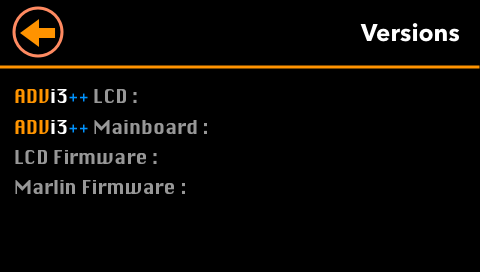 Versions
ADVi3++ LCD :
ADVi3++ Mainboard :
LCD Firmware :
Marlin Firmware :